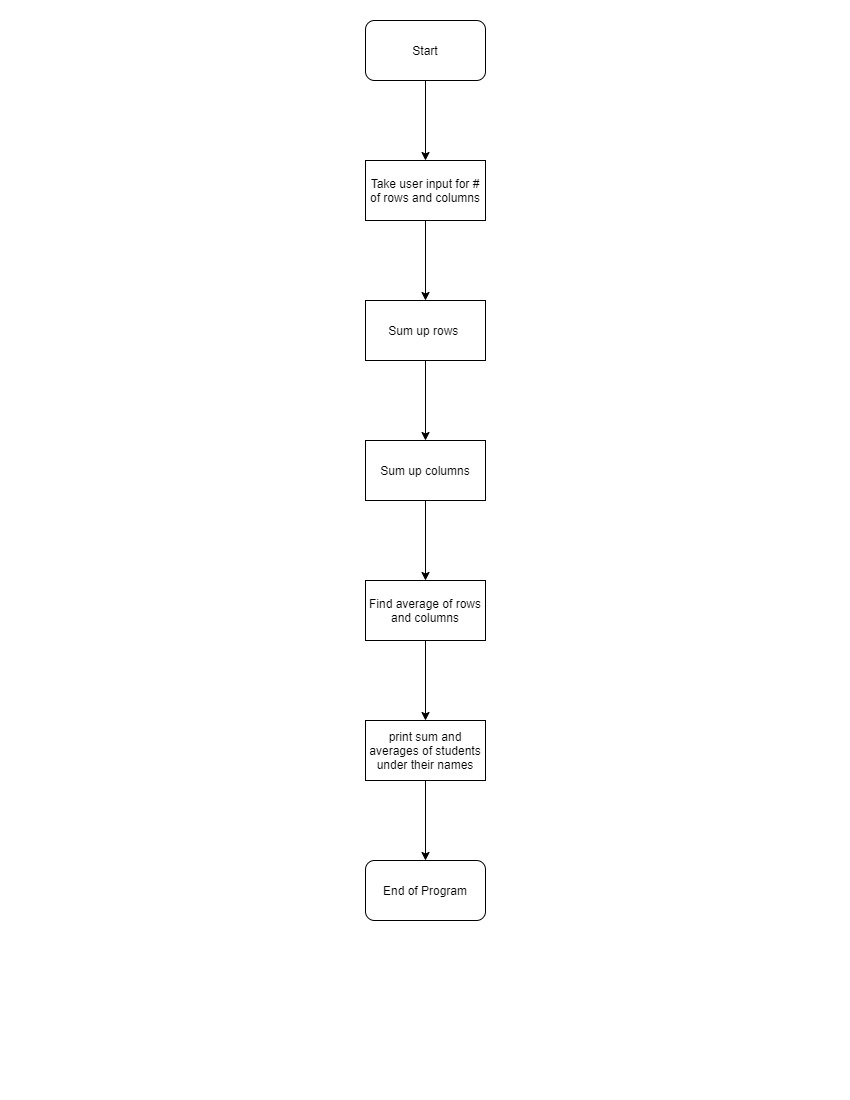 Start
Take user input for #
of rows and columns
Sum up rows
Sum up columns
Find average of rows
and columns
print sum and
averages of students
under their names
End of Program